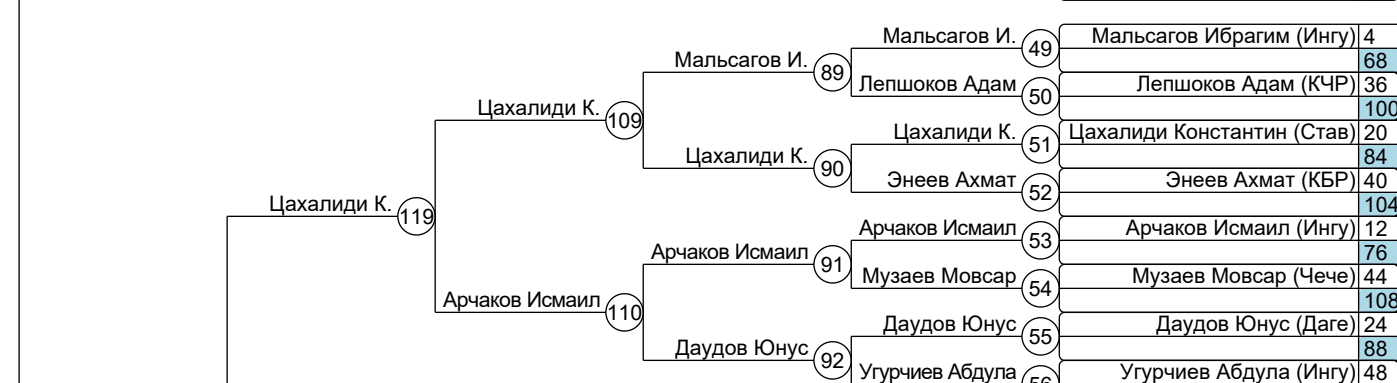 Мальсагов И. 49 Мальсагов Ибрагим (Ингу) 4
Мальсагов И. 89 68
Лепшоков Адам 50 Лепшоков Адам (КЧР) 36
Цахалиди К. 109 100
Цахалиди К. 51 Цахалиди Константин (Став) 20
Цахалиди К. 90 84
Энеев Ахмат 52 Энеев Ахмат (КБР) 40
Цахалиди К. 119 104
Арчаков Исмаил 53 Арчаков Исмаил (Ингу) 12
Арчаков Исмаил 91 76
Музаев Мовсар 54 Музаев Мовсар (Чече) 44
Арчаков Исмаил 110 108
Даудов Юнус 55 Даудов Юнус (Даге) 24
Даудов Юнус 92 88
Угурчиев Абдула 56 Угурчиев Абдула (Ингу) 48